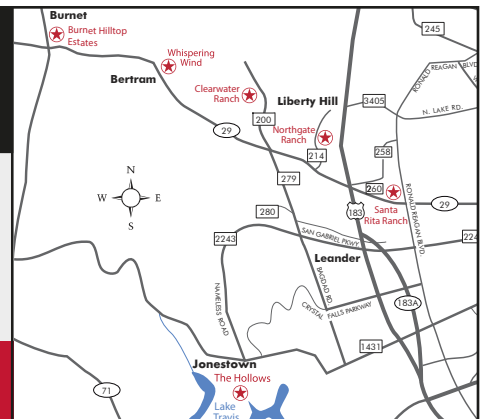 Burnet
Burnet Hilltop
Estates
245
Whispering
Wind
Bertram
RONALD REAGAN BLVD
Clearwater
Ranch
Liberty Hill
3405
N. LAKE RD.
200
29
Northgate
Ranch
214
258
279
260
N
W
E
S
280
183
Santa
Rita Ranch
29
RONALD REAGAN BLVD.
2243
SAN GABRIEL PKWY
224
Leander
BAGDAD RD
NAMELESS ROAD
CRYSTAL FALLS PARKWAY
183A
1431
Jonestown
The Hollows
71
Lake
Travis